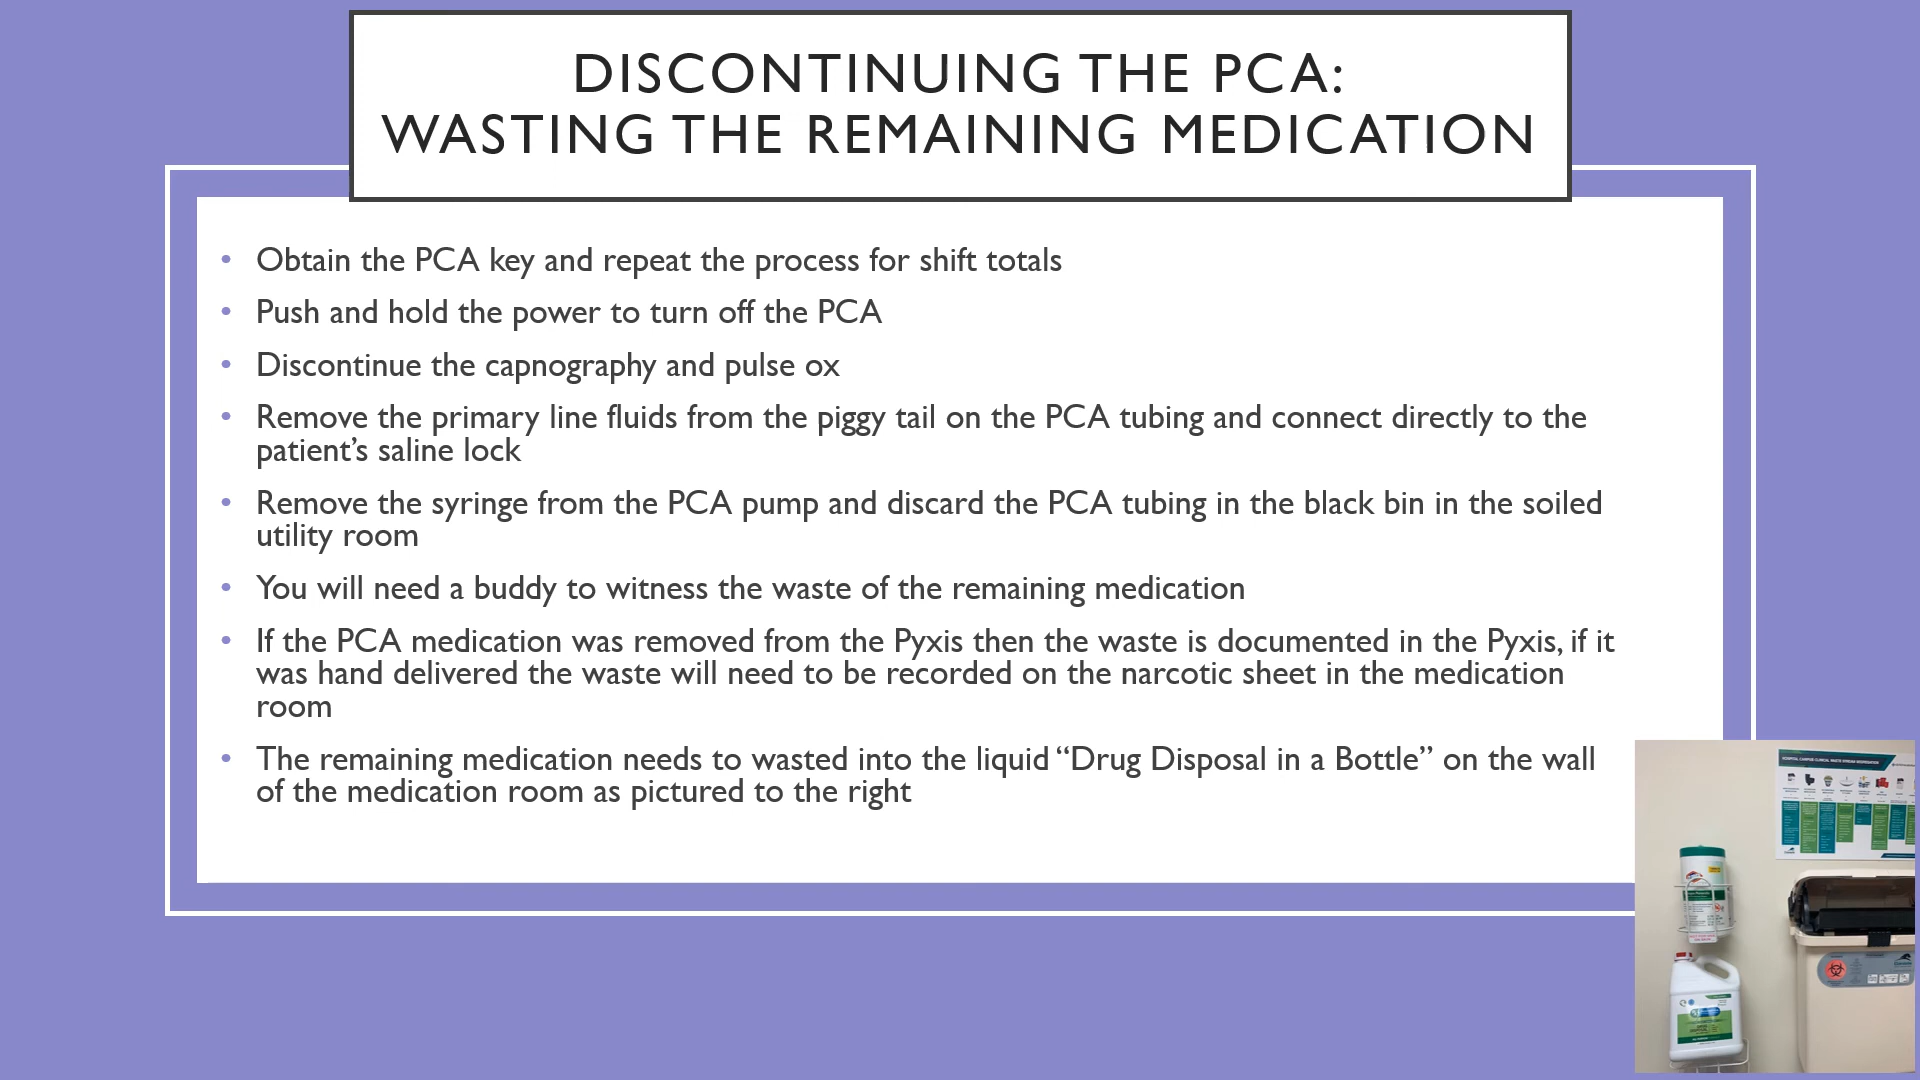 DISCONTINUING THE PCA:
WASTING THE REMAINING MEDICATION
• Obtain the PCA key and repeat the process for shift totals
• Push and hold the power to turn off the PCA
• Discontinue the capnography and pulse ox
• Remove the primary line fluids from the piggy tail on the PCA tubing and connect directly to the
patient’s saline lock
• Remove the syringe from the PCA pump and discard the PCA tubing in the black bin in the soiled
utility room
• You will need a buddy to witness the waste of the remaining medication
• If the PCA medication was removed from the Pyxis then the waste is documented in the Pyxis, if it
was hand delivered the waste will need to be recorded on the narcotic sheet in the medication
room
• The remaining medication needs to wasted into the liquid “Drug Disposal in a Bottle” on the wall
of the medication room as pictured to the right
HOSPITAL CAMPUS CLINICAL WASTE STREAM SEGREGATION